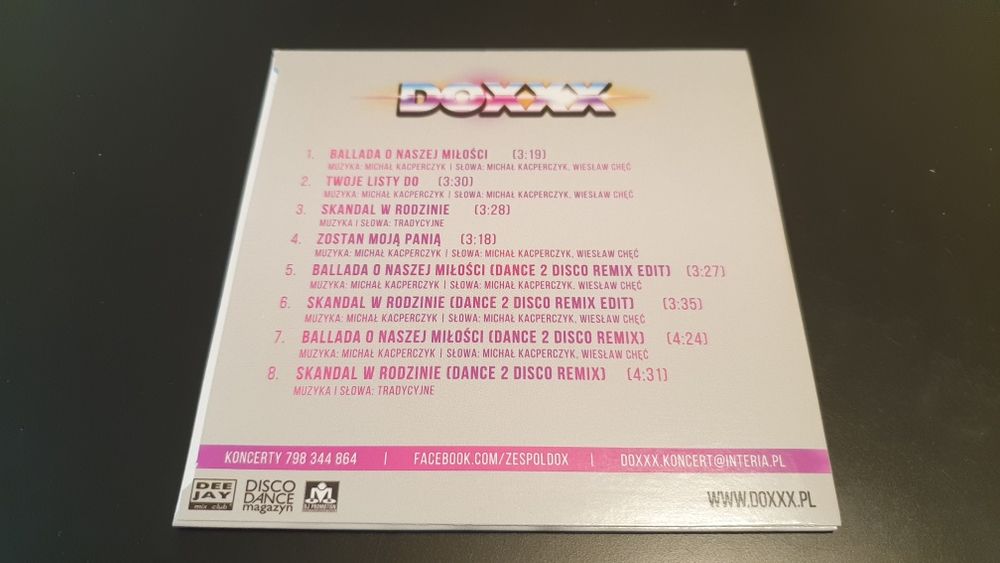 DOXXX
1. BALLADA O NASZEJ MIŁOŚCI (3:19)
MUZYKA: MICHAŁ KACPERCZYK | SŁOWA: MICHAŁ KACPERCZYK, WIESŁAW CHĘĆ
2. TWOJE LISTY DO (3:30)
MUZYKA: MICHAŁ KACPERCZYK | SŁOWA: MICHAŁ KACPERCZYK, WIESŁAW CHĘĆ
3. SKANDAL W RODZINIE (3:28)
MUZYKA I SŁOWA: TRADYCYJNE
4. ZOSTAN MOJĄ PANIĄ (3:18)
MUZYKA: MICHAŁ KACPERCZYK | SŁOWA: MICHAŁ KACPERCZYK, WIESŁAW CHĘĆ
5. BALLADA O NASZEJ MIŁOŚCI (DANCE 2 DISCO REMIX EDIT) (3:27)
MUZYKA: MICHAŁ KACPERCZYK | SŁOWA: MICHAŁ KACPERCZYK, WIESŁAW CHĘĆ
6. SKANDAL W RODZINIE (DANCE 2 DISCO REMIX EDIT) (3:35)
MUZYKA: MICHAŁ KACPERCZYK | SŁOWA: MICHAŁ KACPERCZYK, WIESŁAW CHĘĆ
7. BALLADA O NASZEJ MIŁOŚCI (DANCE 2 DISCO REMIX) (4:24)
MUZYKA: MICHAŁ KACPERCZYK | SŁOWA: MICHAŁ KACPERCZYK, WIESŁAW CHĘĆ
8. SKANDAL W RODZINIE (DANCE 2 DISCO REMIX) (4:31)
MUZYKA I SŁOWA: TRADYCYJNE
KONCERTY 798 344 864 | FACEBOOK.COM/ZESPOLDOX | DOXXX.KONCERT@INTERIA.PL
DEE JAY mix club
DISCO DANCE magazyn
DJ PROMOTION
WWW.DOXXX.PL